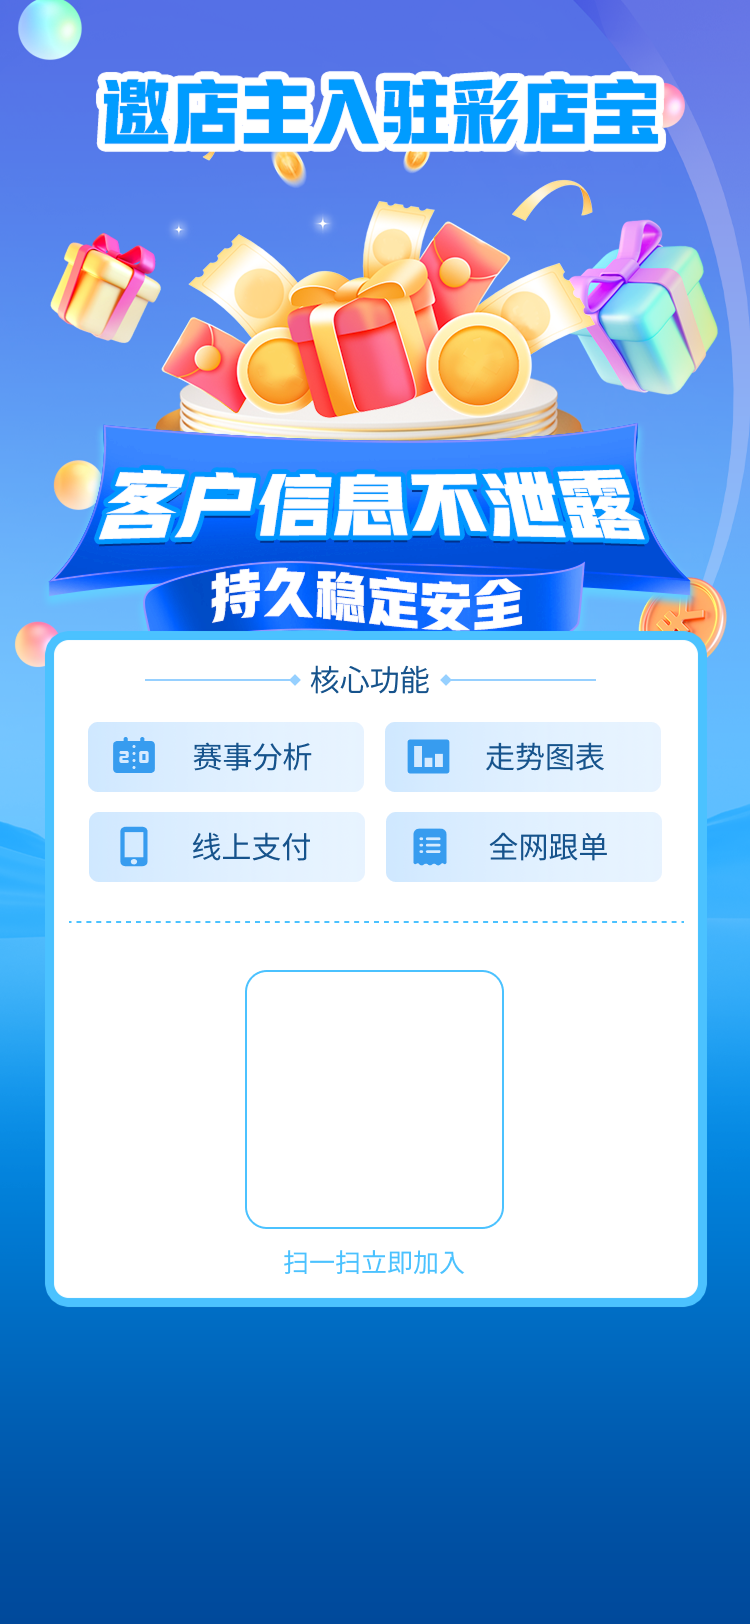 邀店主入驻彩店宝
客户信息不泄露
持久稳定安全
核心功能
2:0 赛事分析
走势图表
线上支付
全网跟单
扫一扫立即加入